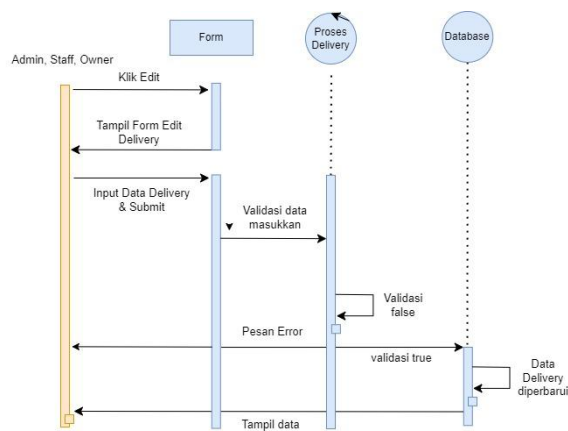 Form
Proses
Delivery
Database
Admin, Staff, Owner
Klik Edit
Tampil Form Edit
Delivery
Input Data Delivery
& Submit
Validasi data
masukkan
Validasi
false
Pesan Error
validasi true
Data
Delivery
diperbarui
Tampil data